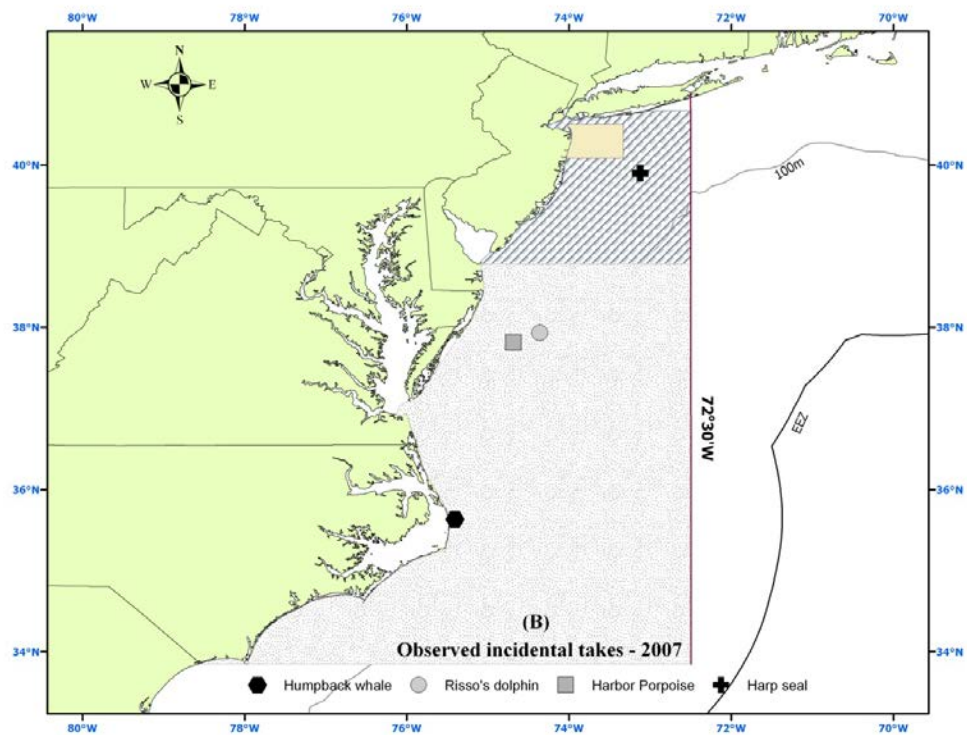 80°W 78°W 76°W 74°W 72°W 70°W
N
W E
S
40°N 40°N
100m
38°N 38°N
72°30'W
EEZ
36°N 36°N
(B)
Observed incidental takes - 2007
34°N 34°N
Humpback whale Risso's dolphin Harbor Porpoise Harp seal
80°W 78°W 76°W 74°W 72°W 70°W